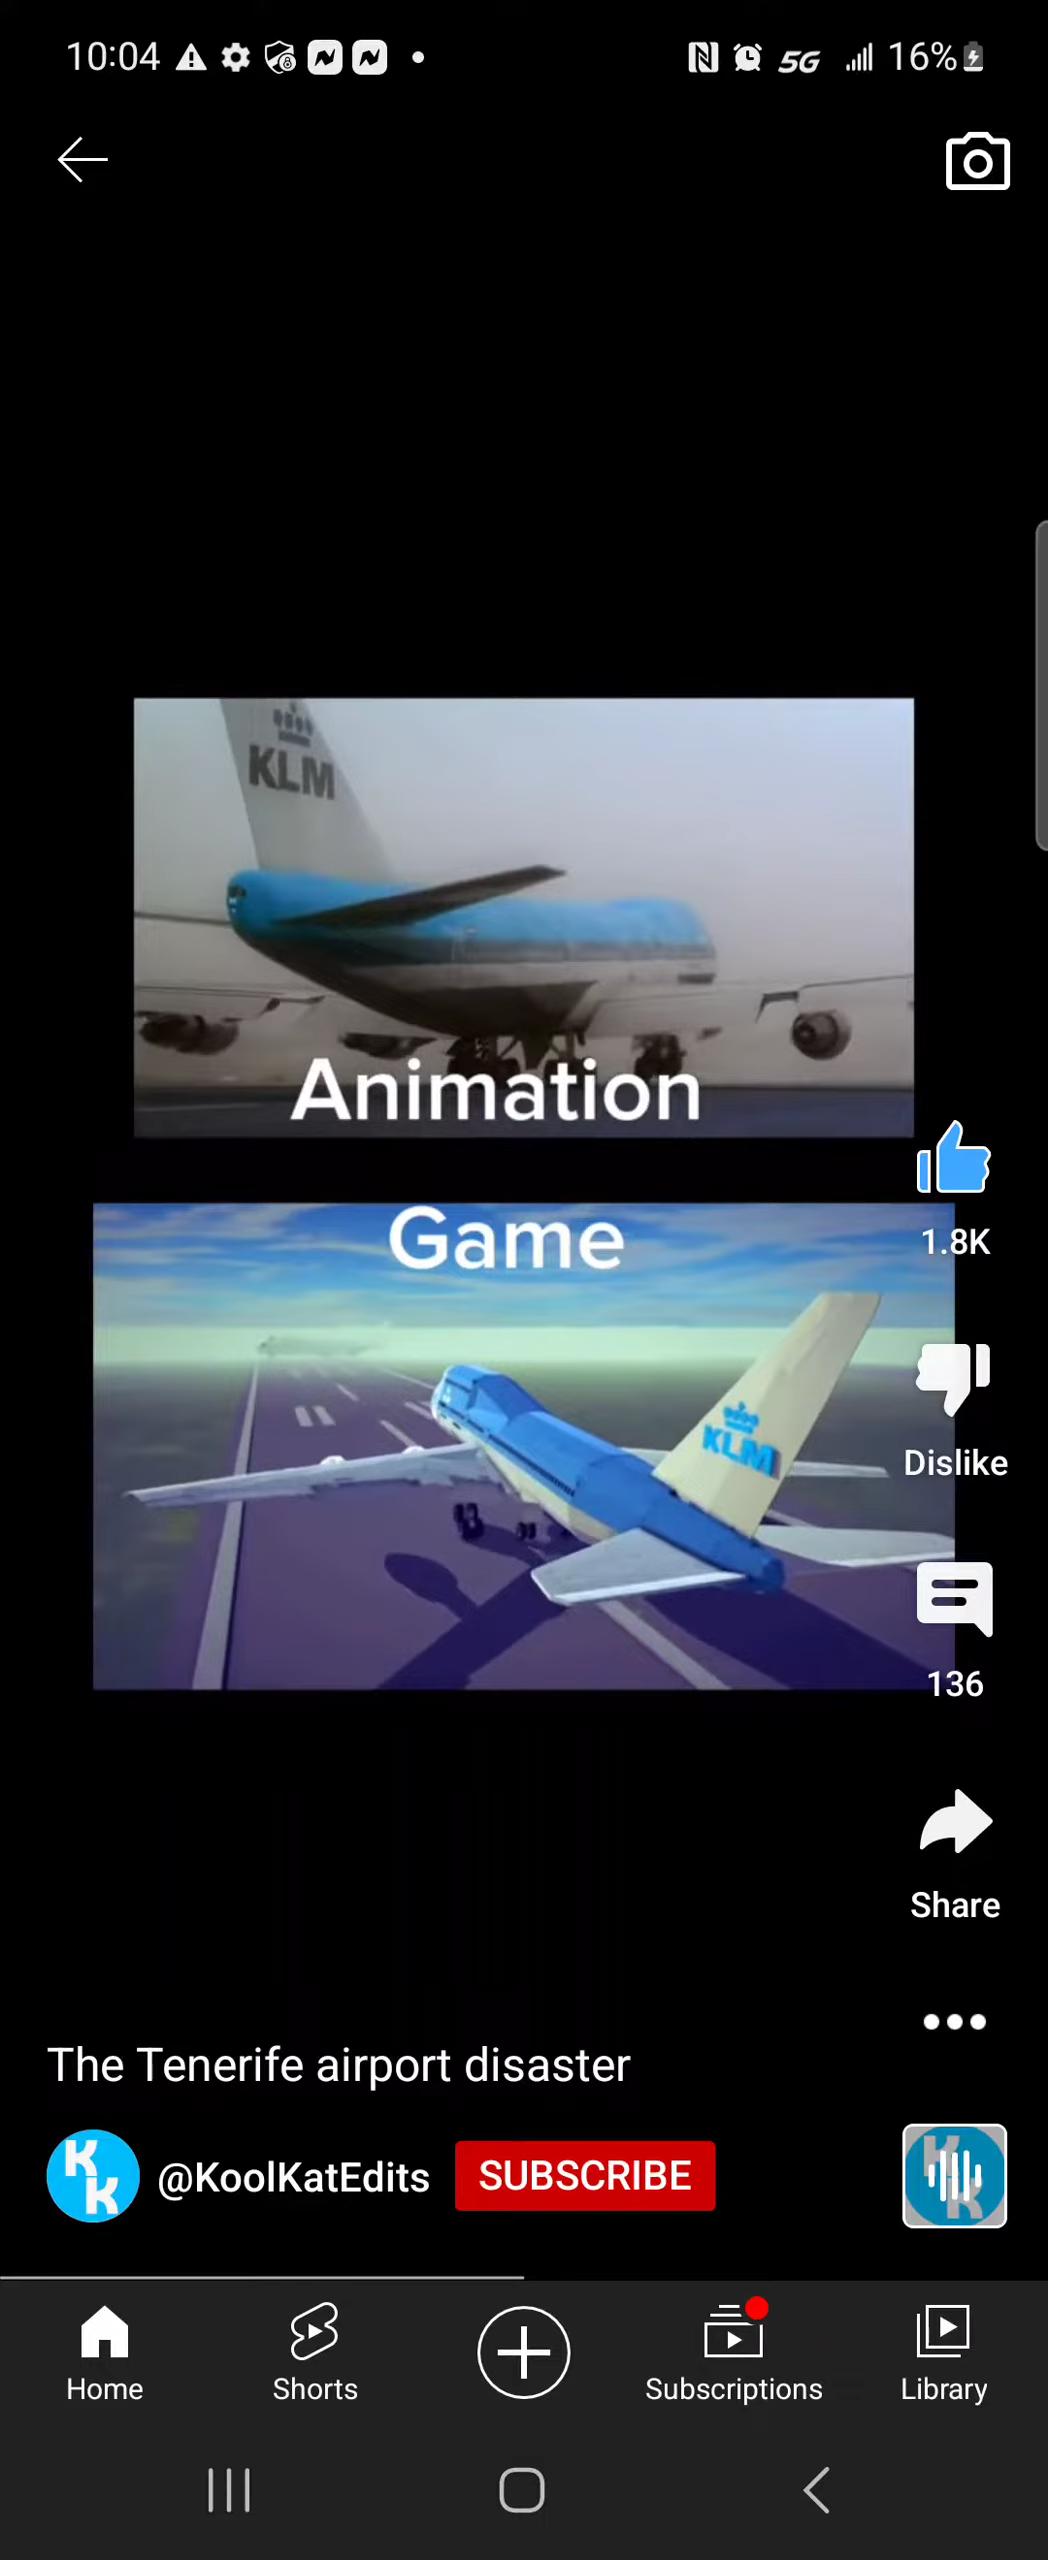 10:04
5G
16%
KLM
Animation
Game
KLM
1.8K
Dislike
136
Share
The Tenerife airport disaster
@KoolKatEdits
SUBSCRIBE
Home
Shorts
Subscriptions
Library